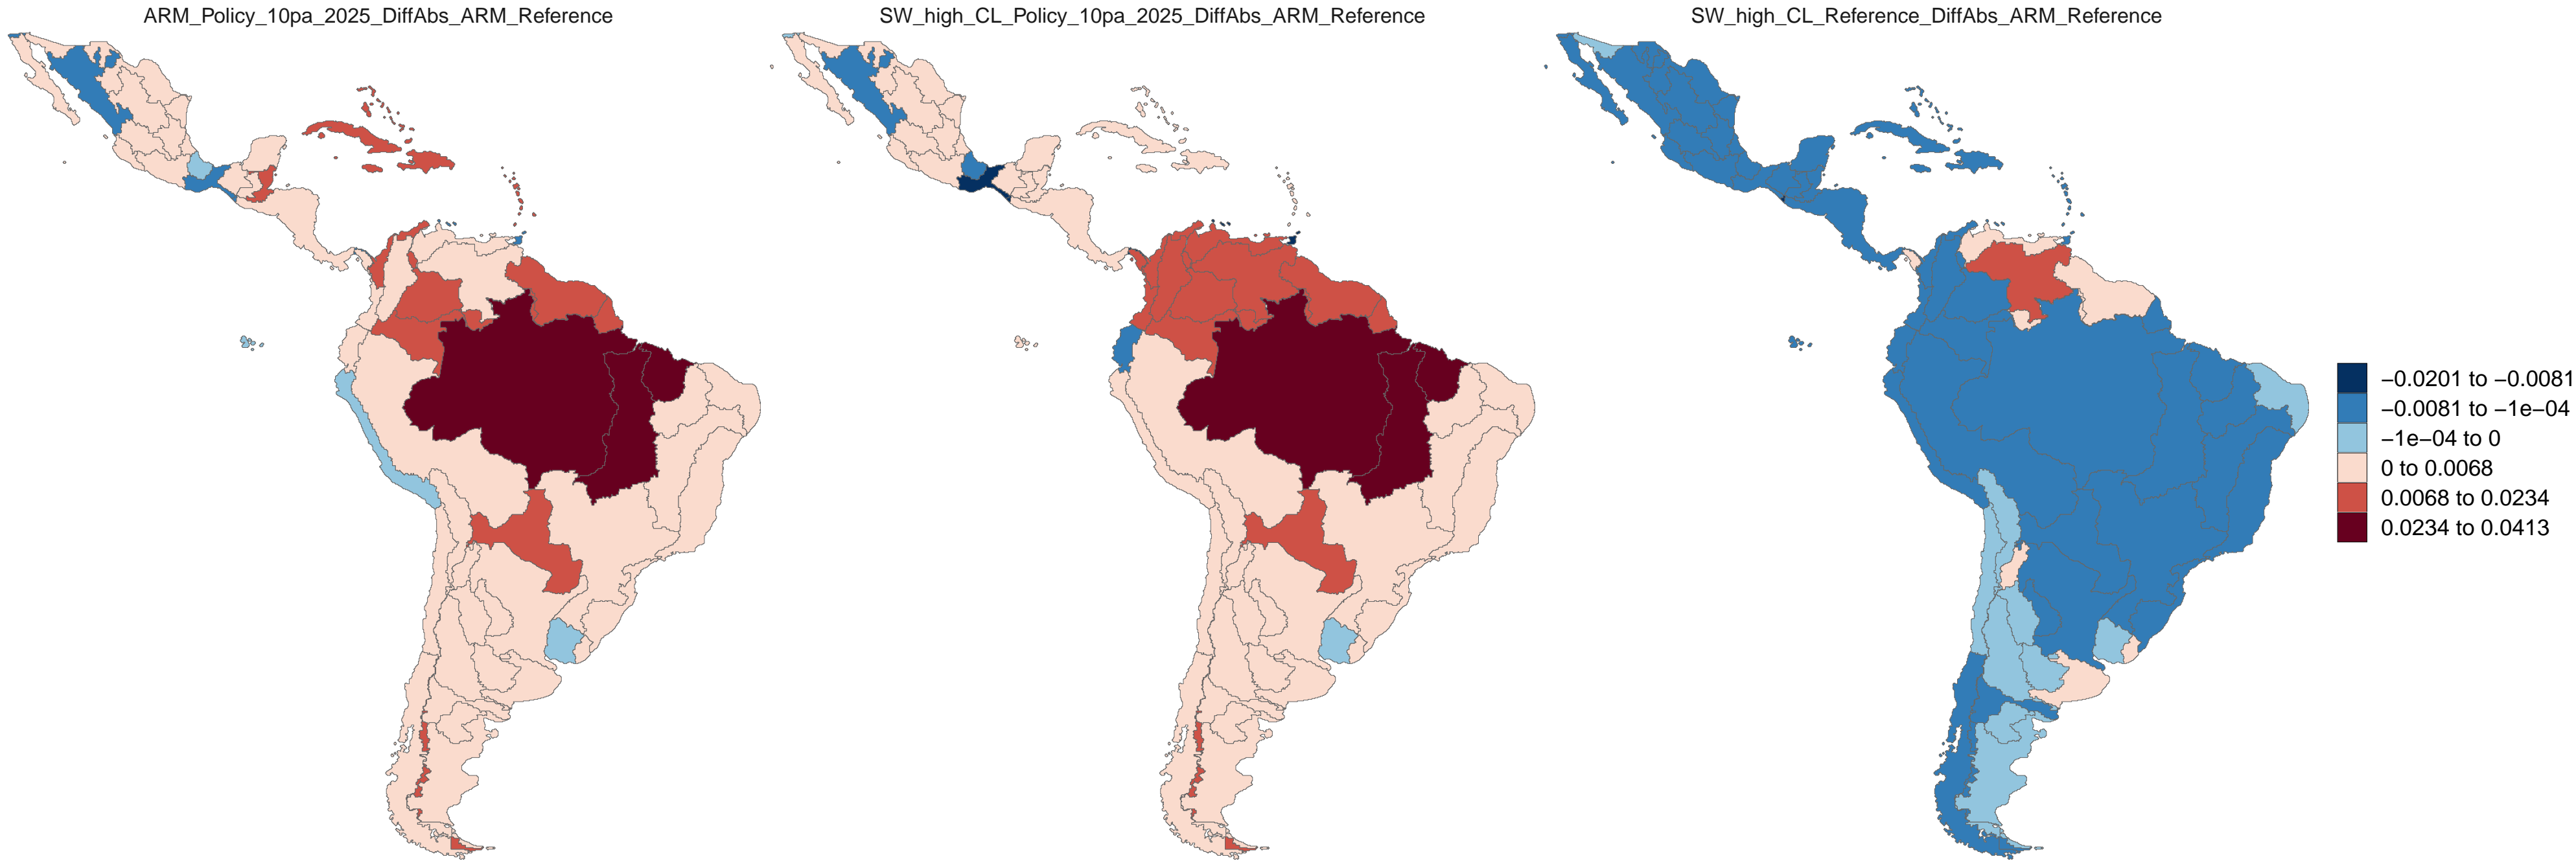 ARM_Policy_10pa_2025_DiffAbs_ARM_Reference
SW_high_CL_Policy_10pa_2025_DiffAbs_ARM_Reference
SW_high_CL_Reference_DiffAbs_ARM_Reference
−0.0201 to −0.0081
−0.0081 to −1e−04
−1e−04 to 0
0 to 0.0068
0.0068 to 0.0234
0.0234 to 0.0413